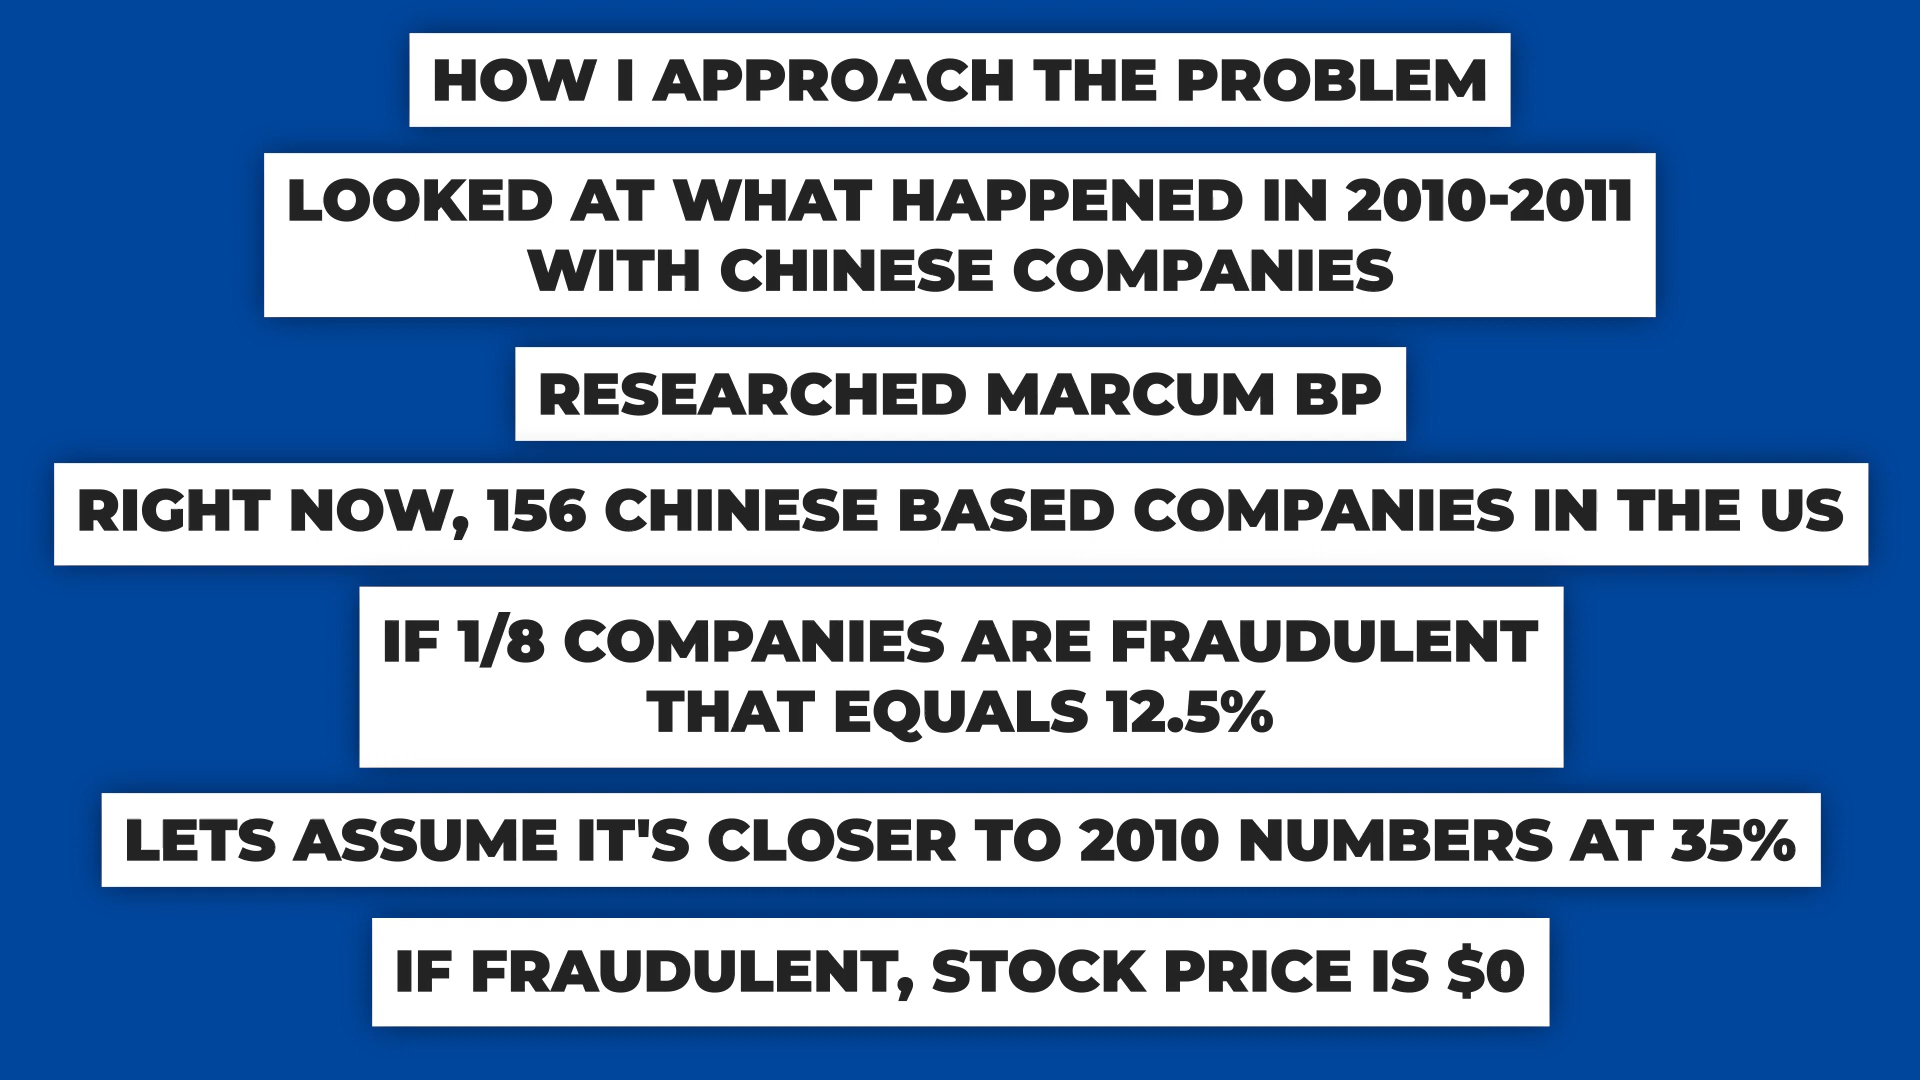 HOW I APPROACH THE PROBLEM
LOOKED AT WHAT HAPPENED IN 2010-2011
WITH CHINESE COMPANIES
RESEARCHED MARCUM BP
RIGHT NOW, 156 CHINESE BASED COMPANIES IN THE US
IF 1/8 COMPANIES ARE FRAUDULENT
THAT EQUALS 12.5%
LETS ASSUME IT'S CLOSER TO 2010 NUMBERS AT 35%
IF FRAUDULENT, STOCK PRICE IS $0